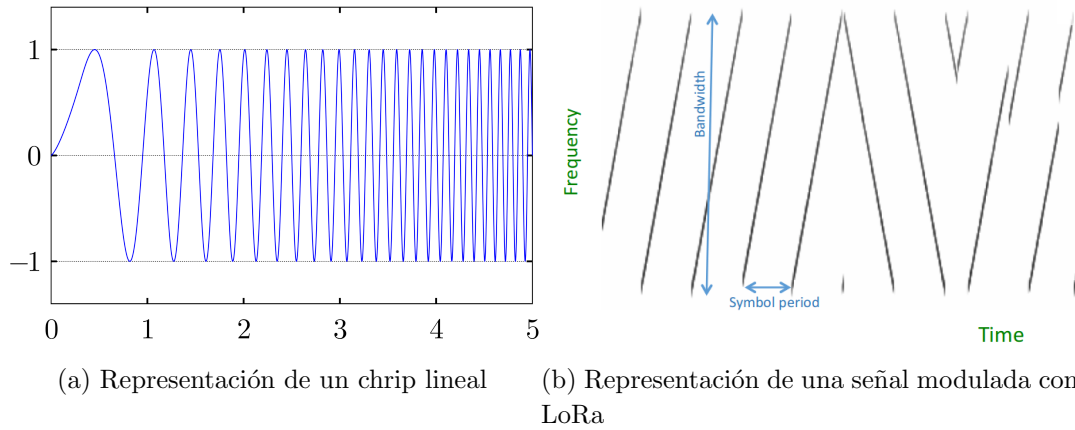 1
0
−1
0 1 2 3 4 5
Frequency
Bandwidth
Symbol period
Time
(a) Representación de un chrip lineal
(b) Representación de una señal modulada con
LoRa